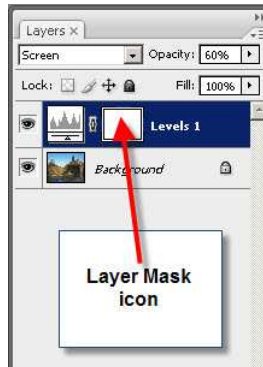 Layers ×
Screen Opacity: 60%
Lock: Fill: 100%
Levels 1
Background
Layer Mask
icon